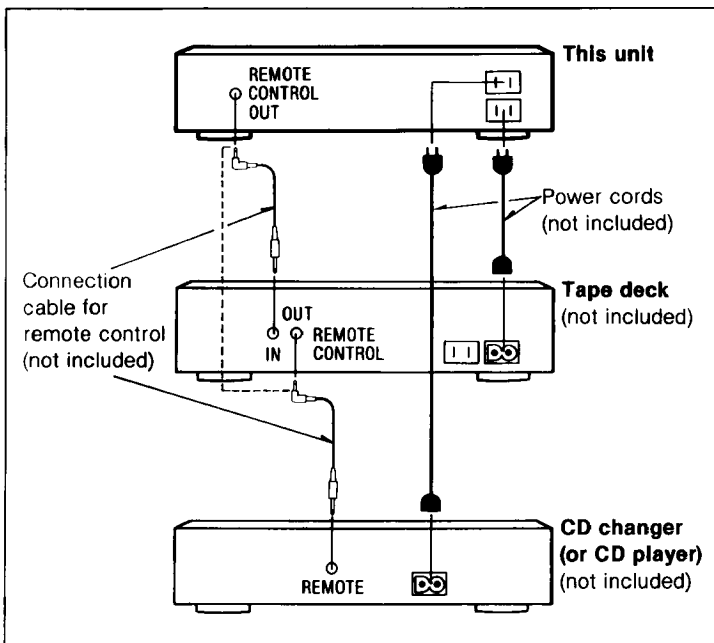 This unit
REMOTE
CONTROL
OUT
Power cords
(not included)
Connection
cable for
remote control
(not included)
Tape deck
(not included)
OUT
IN
REMOTE
CONTROL
CD changer
(or CD player)
(not included)
REMOTE